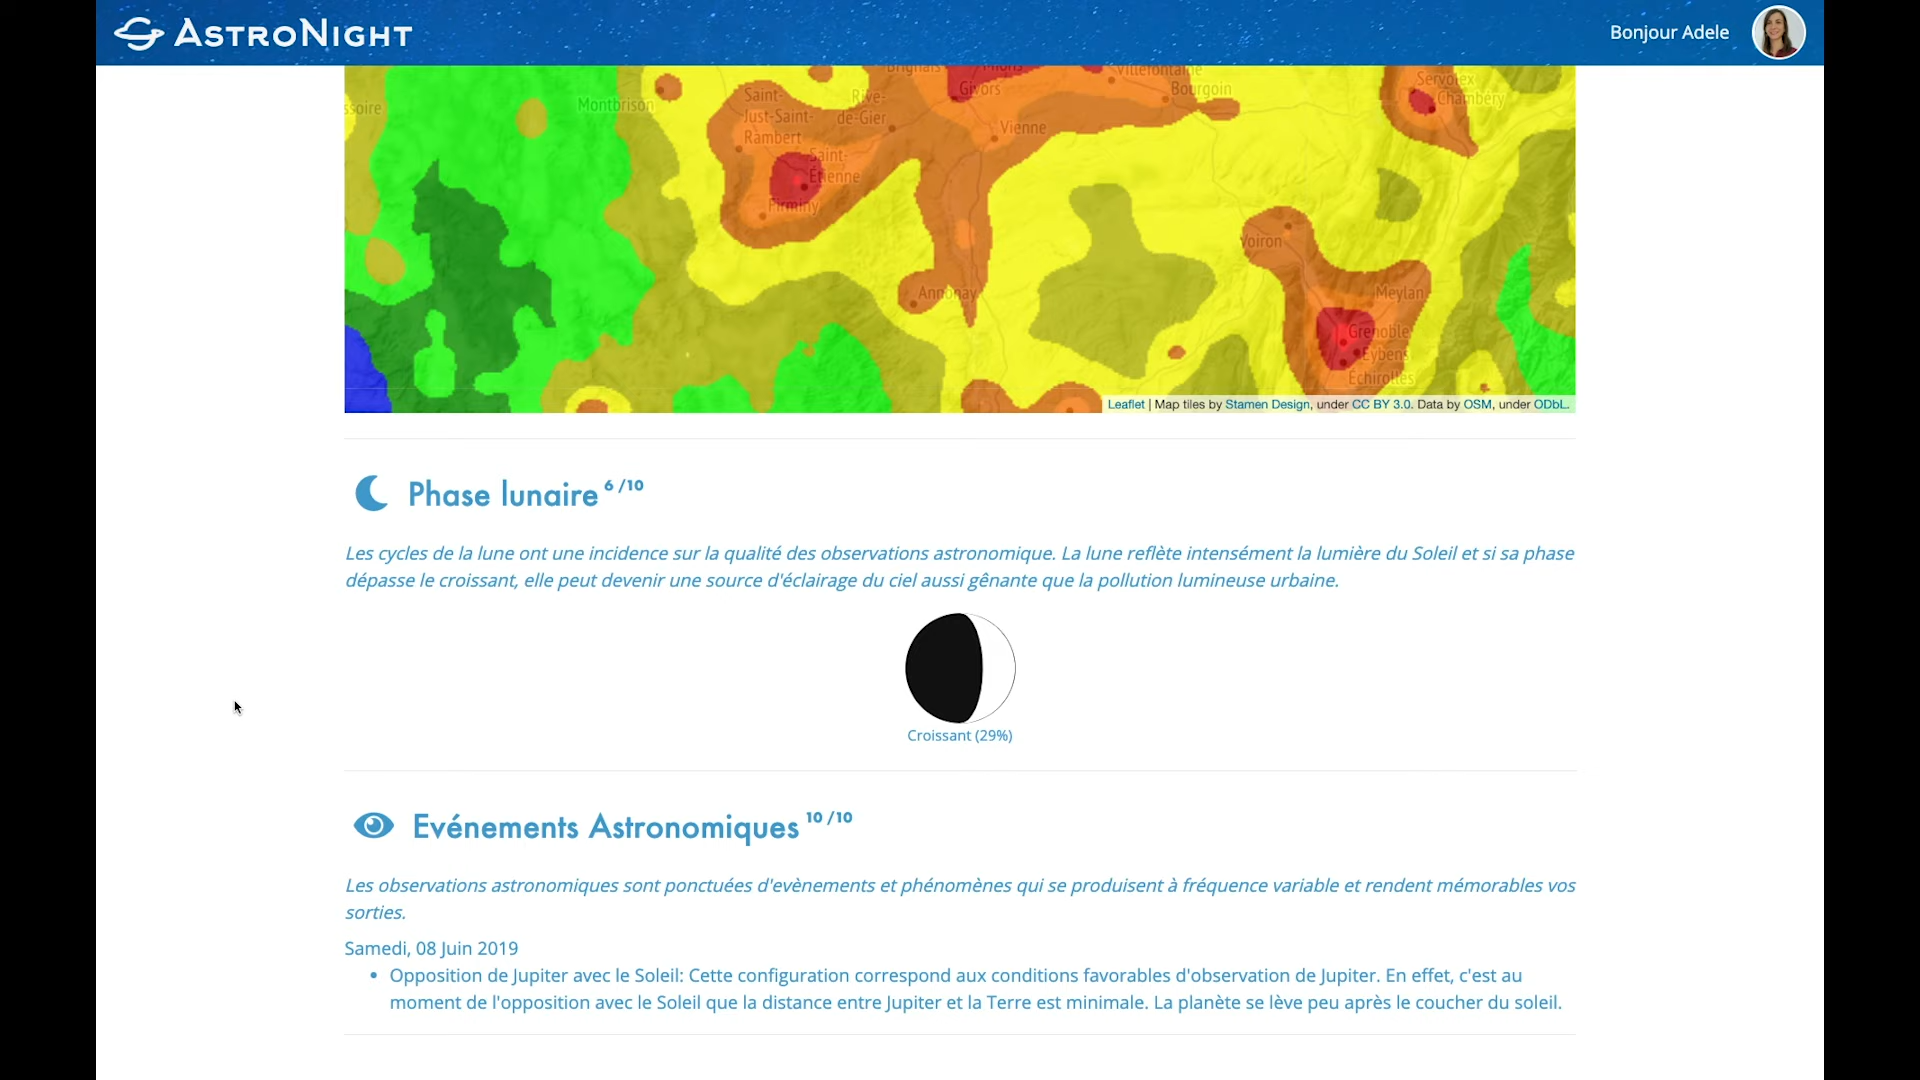 ASTRONIGHT
Bonjour Adele
Brignais
Mions
Villefontaine
Servolex
Givors
Bourgoin
Chambéry
ssoire
Montbrison
Saint-
Just-Saint-
Rambert
Rive-
de-Gier
Vienne
Saint-
Étienne
Firminy
Voiron
Annonay
Meylan
Grenoble
Eybens
Échirolles
Leaflet | Map tiles by Stamen Design, under CC BY 3.0. Data by OSM, under ODbL.
Phase lunaire 6 /10
Les cycles de la lune ont une incidence sur la qualité des observations astronomique. La lune reflète intensément la lumière du Soleil et si sa phase
dépasse le croissant, elle peut devenir une source d'éclairage du ciel aussi gênante que la pollution lumineuse urbaine.
Croissant (29%)
Evénements Astronomiques 10 /10
Les observations astronomiques sont ponctuées d'evènements et phénomènes qui se produisent à fréquence variable et rendent mémorables vos
sorties.
Samedi, 08 Juin 2019
• Opposition de Jupiter avec le Soleil: Cette configuration correspond aux conditions favorables d'observation de Jupiter. En effet, c'est au
moment de l'opposition avec le Soleil que la distance entre Jupiter et la Terre est minimale. La planète se lève peu après le coucher du soleil.